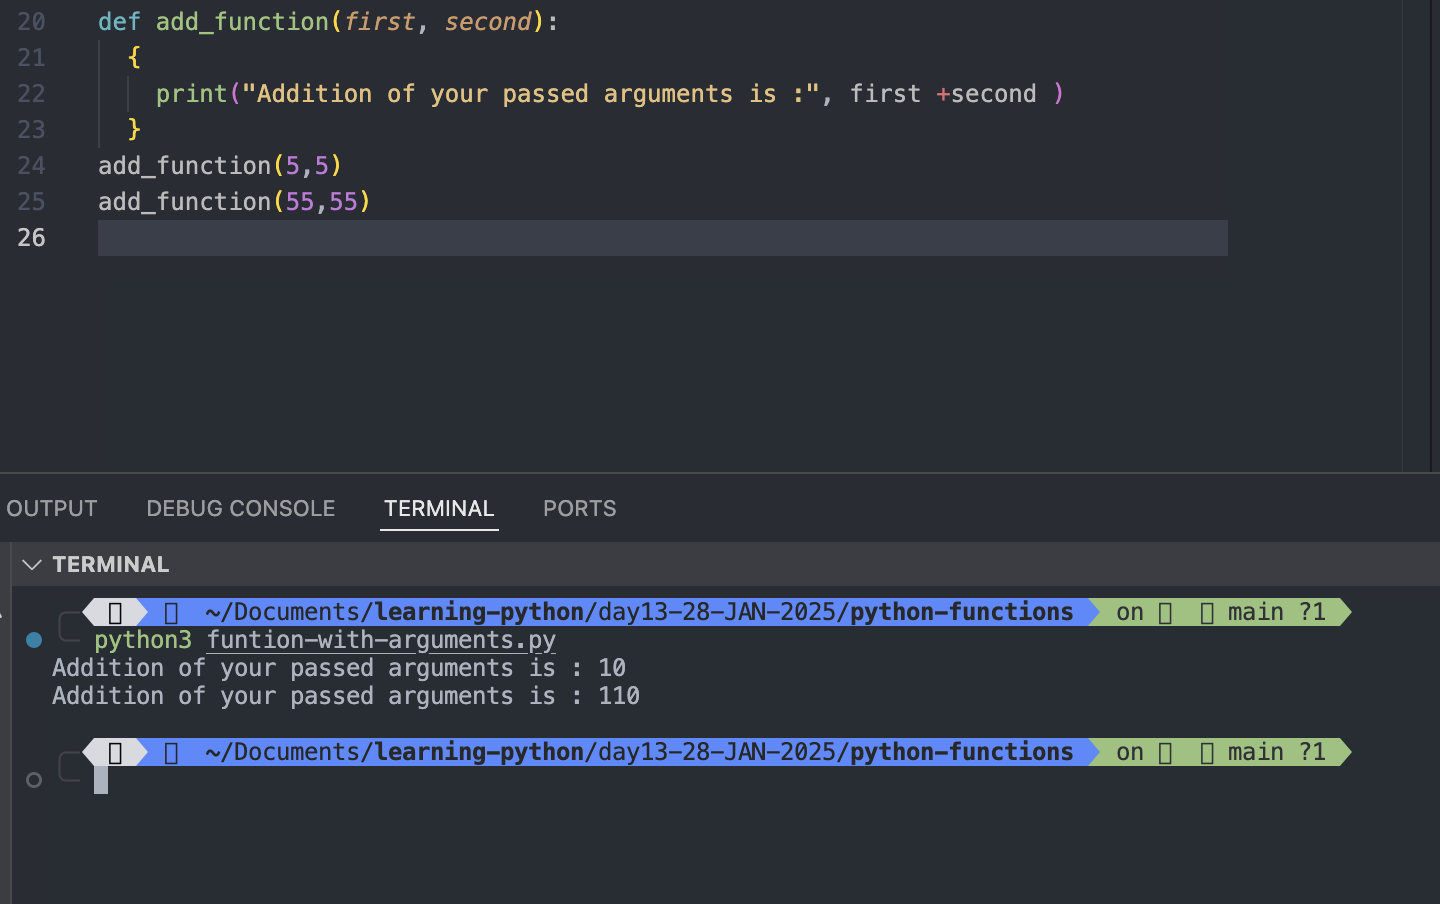 20 def add_function(first, second):
21 {
22 print("Addition of your passed arguments is :", first +second )
23 }
24 add_function(5,5)
25 add_function(55,55)
26
OUTPUT DEBUG CONSOLE TERMINAL PORTS
TERMINAL
~/Documents/learning-python/day13-28-JAN-2025/python-functions on main ?1
python3 funtion-with-arguments.py
Addition of your passed arguments is : 10
Addition of your passed arguments is : 110
~/Documents/learning-python/day13-28-JAN-2025/python-functions on main ?1